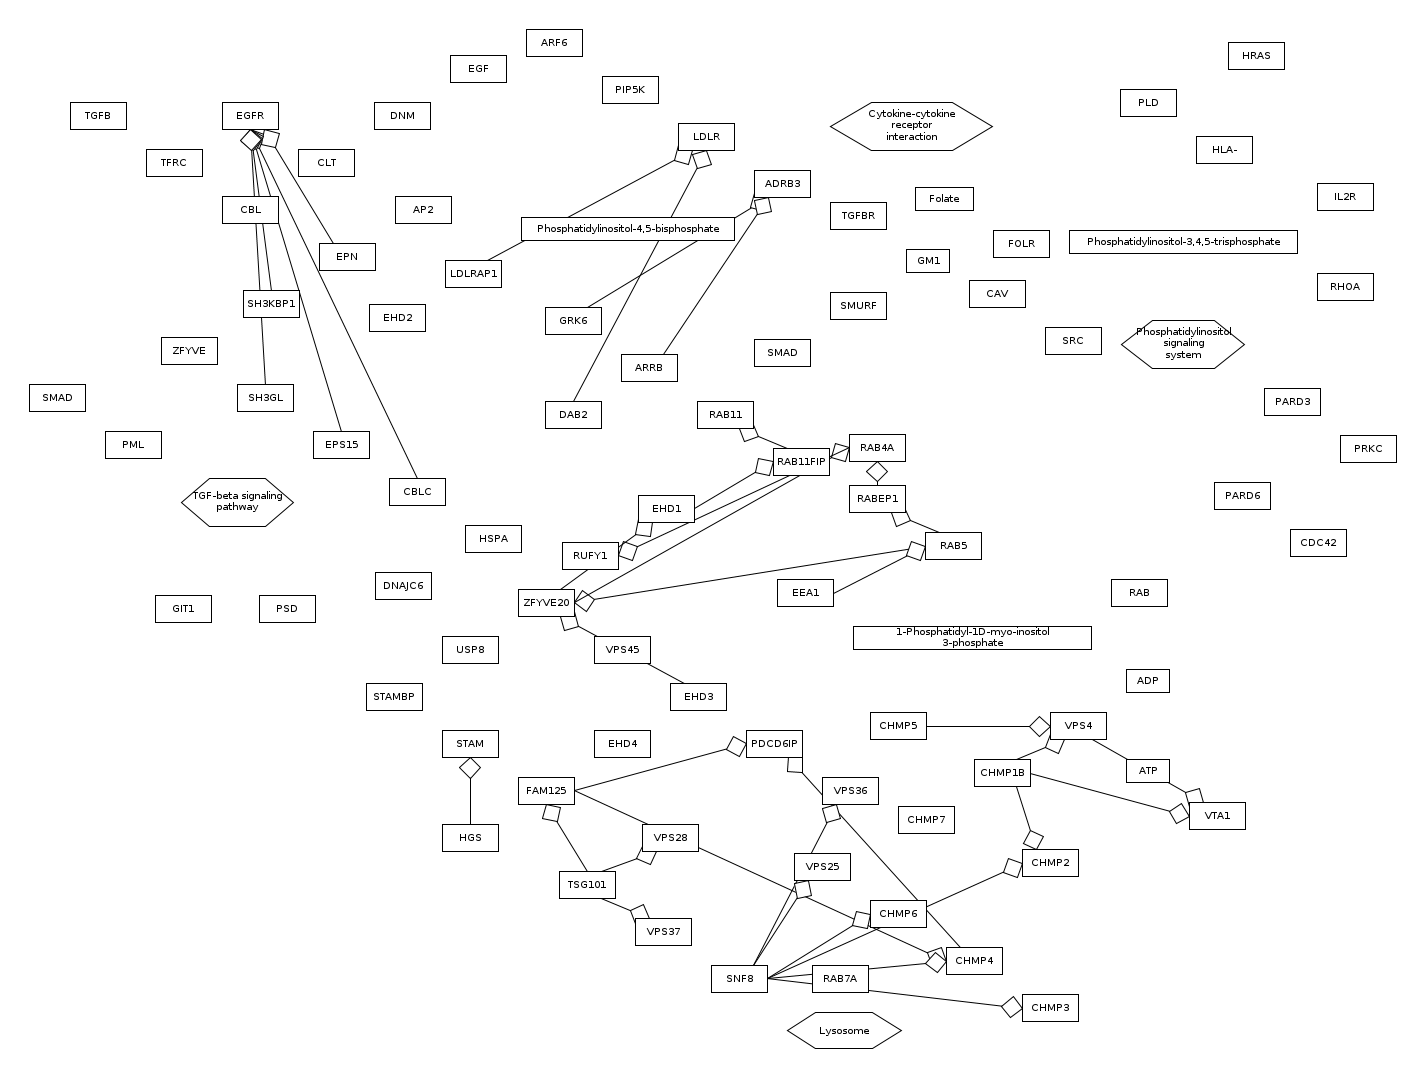 ARF6
HRAS
EGF
PIP5K
PLD
TGFB
EGFR
DNM
Cytokine-cytokine
receptor
interaction
LDLR
HLA-
TFRC
CLT
ADRB3
IL2R
Folate
CBL
AP2
TGFBR
Phosphatidylinositol-4,5-bisphosphate
FOLR
Phosphatidylinositol-3,4,5-trisphosphate
EPN
GM1
LDLRAP1
RHOA
CAV
SH3KBP1
SMURF
EHD2
GRK6
Phosphatidylinositol
signaling
system
SRC
ZFYVE
SMAD
ARRB
SMAD
SH3GL
PARD3
DAB2
RAB11
PML
EPS15
RAB4A
PRKC
RAB11FIP
TGF-beta signaling
pathway
CBLC
RABEP1
PARD6
EHD1
HSPA
RAB5
CDC42
RUFY1
DNAJC6
EEA1
RAB
ZFYVE20
GIT1
PSD
1-Phosphatidyl-1D-myo-inositol
3-phosphate
USP8
VPS45
ADP
STAMBP
EHD3
CHMP5
VPS4
STAM
EHD4
PDCD6IP
CHMP1B
ATP
FAM125
VPS36
CHMP7
VTA1
HGS
VPS28
CHMP2
VPS25
TSG101
CHMP6
VPS37
CHMP4
SNF8
RAB7A
CHMP3
Lysosome